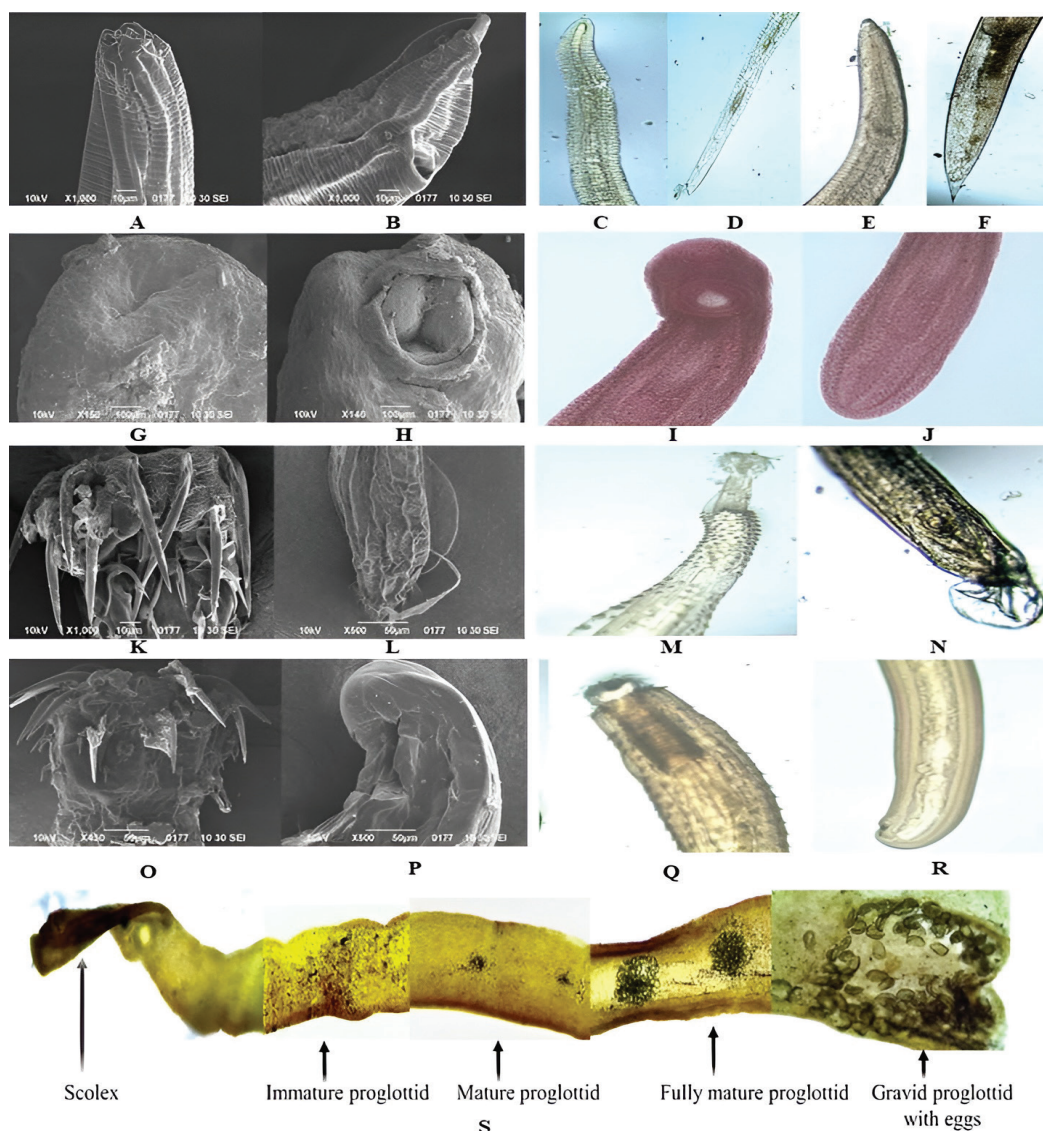 10kV X1,000 10µm 0177 10 30 SEI
10kV X1,000 10µm 0177 10 30 SEI
A B C D E F
10kV X150 100µm 0177 10 30 SEI
10kV X140 100µm 0177 10 30 SEI
G H I J
10kV X1,000 10µm 0177 10 30 SEI
10kV X500 50µm 0177 10 30 SEI
K L M N
10kV X430 50µm 0177 10 30 SEI
10kV X500 50µm 0177 10 30 SEI
O P Q R
Scolex
Immature proglottid
Mature proglottid
Fully mature proglottid
Gravid proglottid
with eggs
S